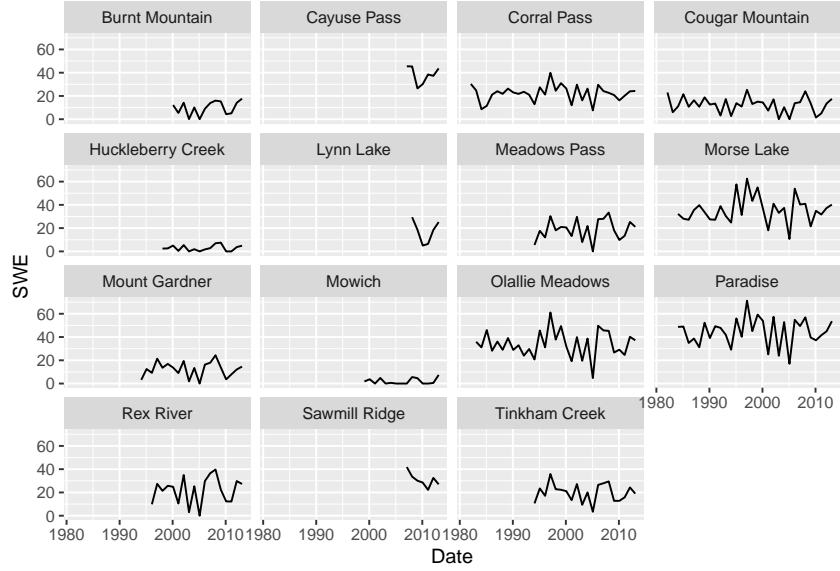 Burnt Mountain Cayuse Pass Corral Pass Cougar Mountain
60
40
20
0
Huckleberry Creek Lynn Lake Meadows Pass Morse Lake
60
40
20
0
SWE
Mount Gardner Mowich Olallie Meadows Paradise
60
40
20
0
1980 1990 2000 2010
Rex River Sawmill Ridge Tinkham Creek
60
40
20
0
1980 1990 2000 2010 1980 1990 2000 2010 1980 1990 2000 2010
Date